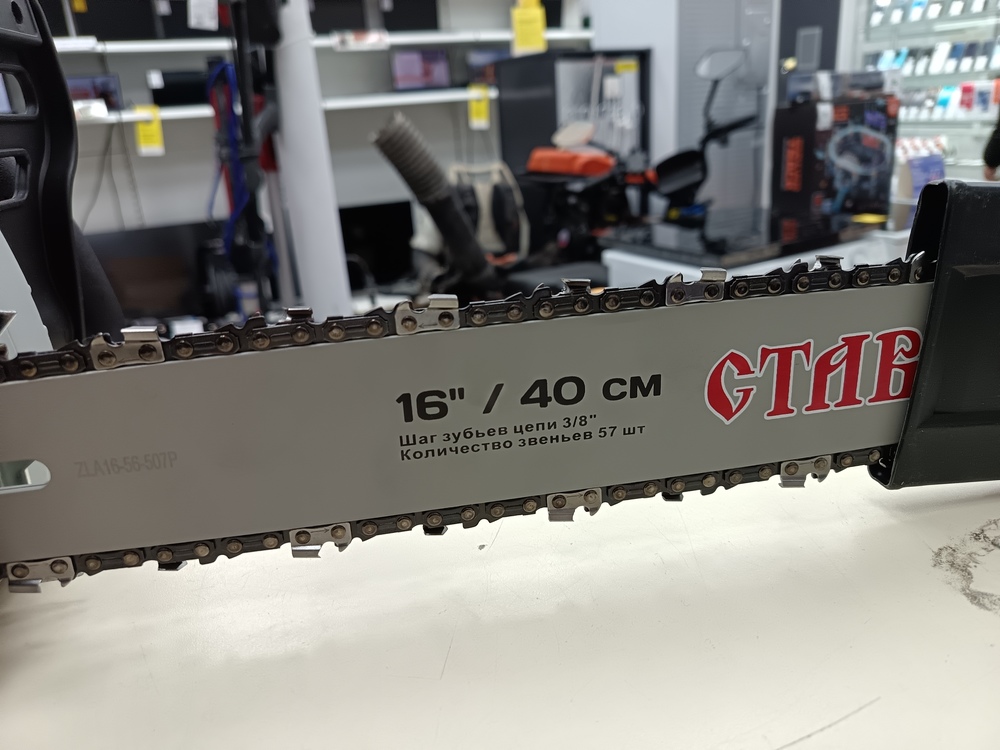 16" / 40 см
Шаг зубьев цепи 3/8"
Количество звеньев 57 шт
СТАВ
ZLA16-56-507P